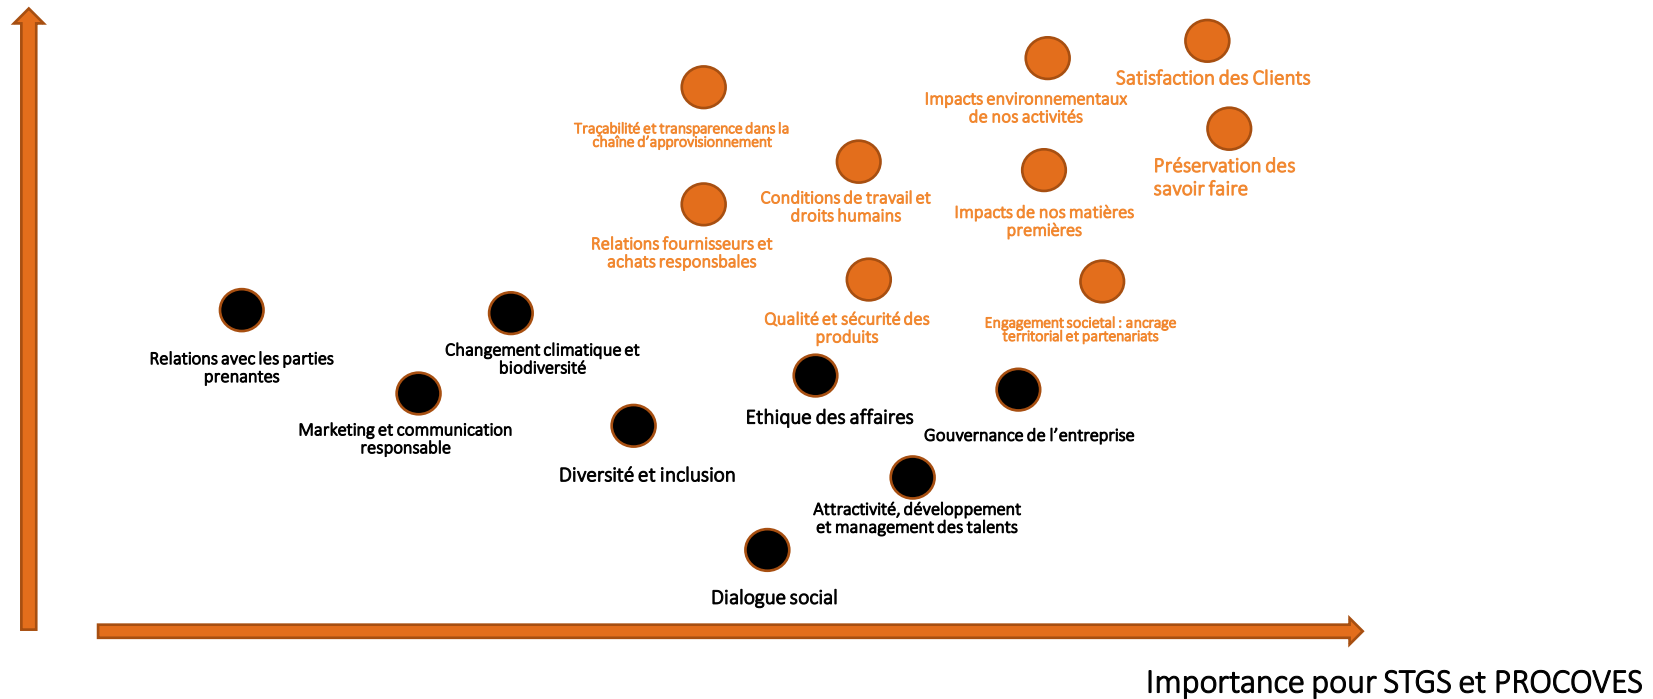 Satisfaction des Clients
Impacts environnementaux
de nos activités
Traçabilité et transparence dans la
chaîne d'approvisionnement
Préservation des
savoir faire
Conditions de travail et
droits humains
Impacts de nos matières
premières
Relations fournisseurs et
achats responsbales
Qualité et sécurité des
produits
Engagement societal : ancrage
territorial et partenariats
Relations avec les parties
prenantes
Changement climatique et
biodiversité
Marketing et communication
responsable
Ethique des affaires
Gouvernance de l'entreprise
Diversité et inclusion
Attractivité, développement
et management des talents
Dialogue social
Importance pour STGS et PROCOVES